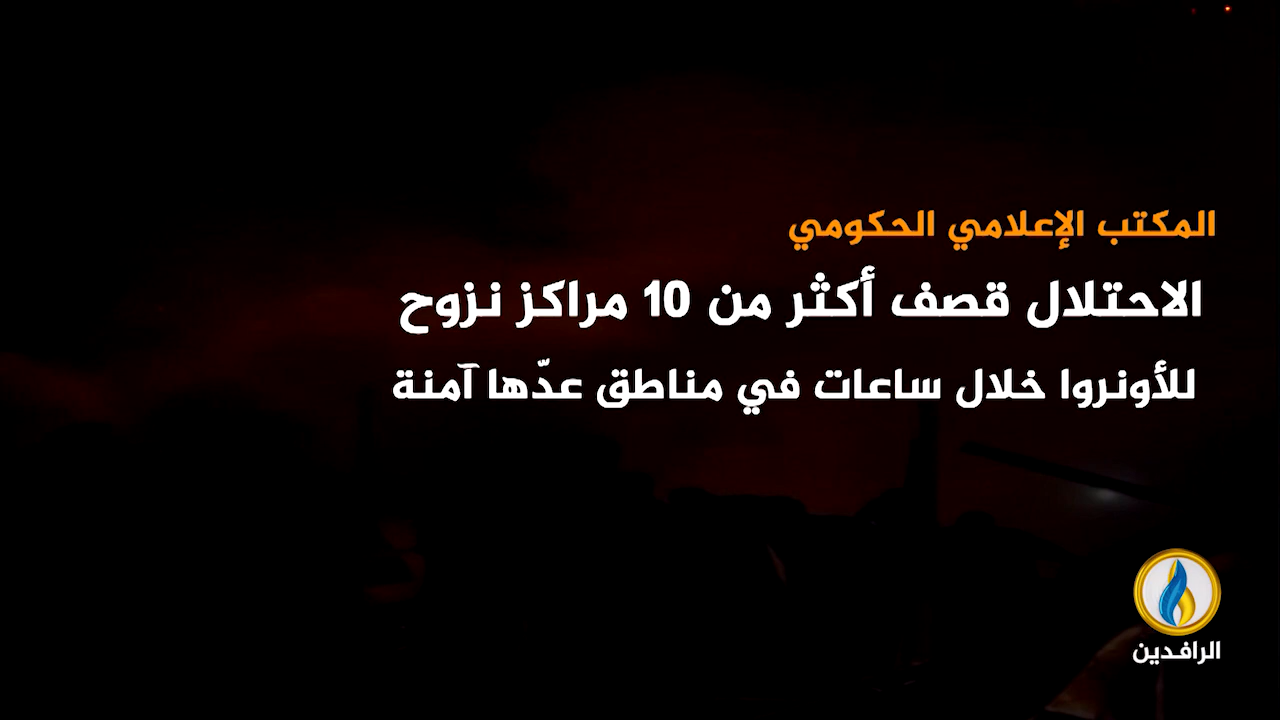 المكتب الإعلامي الحكومي
الاحتلال قصف أكثر من 10 مراكز نزوح
للأونروا خلال ساعات في مناطق عدّها آمنة
الرافدين